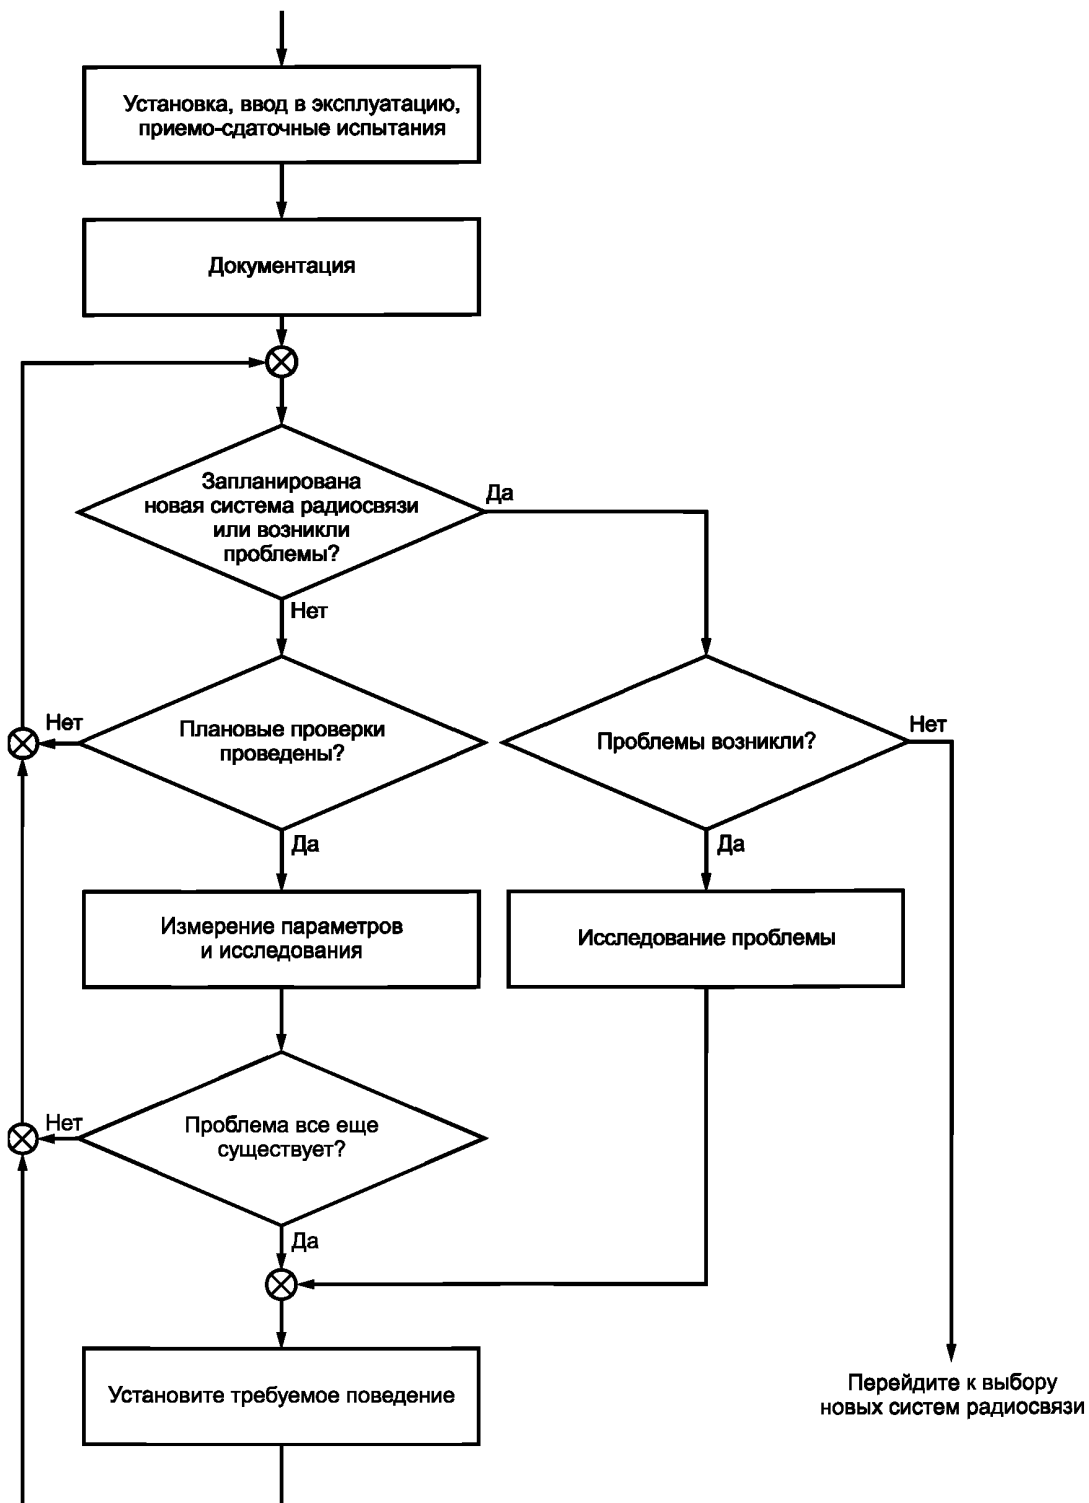 Установка, ввод в эксплуатацию,
приемо-сдаточные испытания
Документация
Запланирована
новая система радиосвязи
или возникли
проблемы?
Да
Нет
Плановые проверки
проведены?
Нет
Да
Проблемы возникли?
Нет
Да
Измерение параметров
и исследования
Исследование проблемы
Проблема все еще
существует?
Нет
Да
Установите требуемое поведение
Перейдите к выбору
новых систем радиосвязи